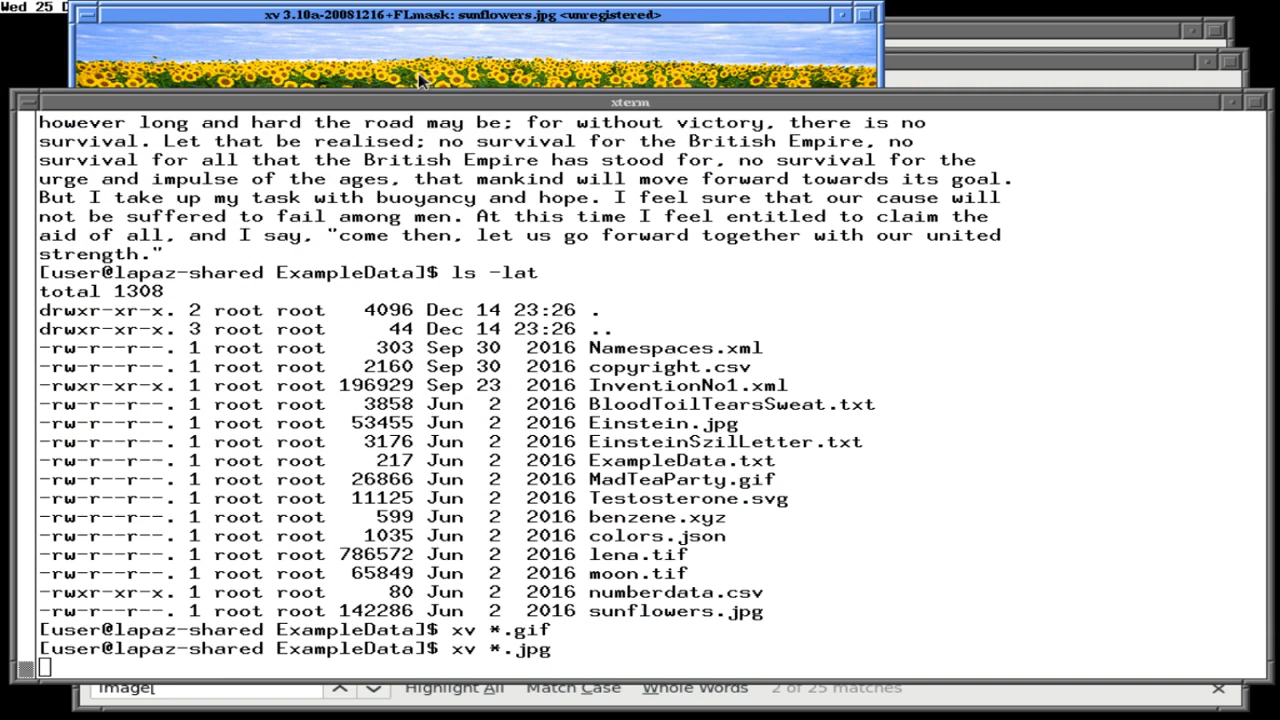 Wed 25 D
xv 3.10a-20081216+FLmask: sunflowers.jpg <unregistered>
xterm
however long and hard the road may be; for without victory, there is no
survival. Let that be realised; no survival for the British Empire, no
survival for all that the British Empire has stood for, no survival for the
urge and impulse of the ages, that mankind will move forward towards its goal.
But I take up my task with buoyancy and hope. I feel sure that our cause will
not be suffered to fail among men. At this time I feel entitled to claim the
aid of all, and I say, "come then, let us go forward together with our united
strength."
[user@lapaz-shared ExampleData]$ ls -lat
total 1308
drwxr-xr-x. 2 root root   4096 Dec 14 23:26 .
drwxr-xr-x. 3 root root     44 Dec 14 23:26 ..
-rw-r--r--. 1 root root    303 Sep 30  2016 Namespaces.xml
-rw-r--r--. 1 root root   2160 Sep 30  2016 copyright.csv
-rwxr-xr-x. 1 root root 196929 Sep 23  2016 InventionNo1.xml
-rw-r--r--. 1 root root   3858 Jun  2  2016 BloodToilTearsSweat.txt
-rw-r--r--. 1 root root  53455 Jun  2  2016 Einstein.jpg
-rw-r--r--. 1 root root   3176 Jun  2  2016 EinsteinSzilLetter.txt
-rw-r--r--. 1 root root    217 Jun  2  2016 ExampleData.txt
-rw-r--r--. 1 root root  26866 Jun  2  2016 MadTeaParty.gif
-rw-r--r--. 1 root root  11125 Jun  2  2016 Testosterone.svg
-rw-r--r--. 1 root root    599 Jun  2  2016 benzene.xyz
-rw-r--r--. 1 root root   1035 Jun  2  2016 colors.json
-rw-r--r--. 1 root root 786572 Jun  2  2016 lena.tif
-rw-r--r--. 1 root root  65849 Jun  2  2016 moon.tif
-rwxr-xr-x. 1 root root     80 Jun  2  2016 numberdata.csv
-rw-r--r--. 1 root root 142286 Jun  2  2016 sunflowers.jpg
[user@lapaz-shared ExampleData]$ xv *.gif
[user@lapaz-shared ExampleData]$ xv *.jpg
Image[ Highlight All Match Case Whole Words 2 of 25 matches